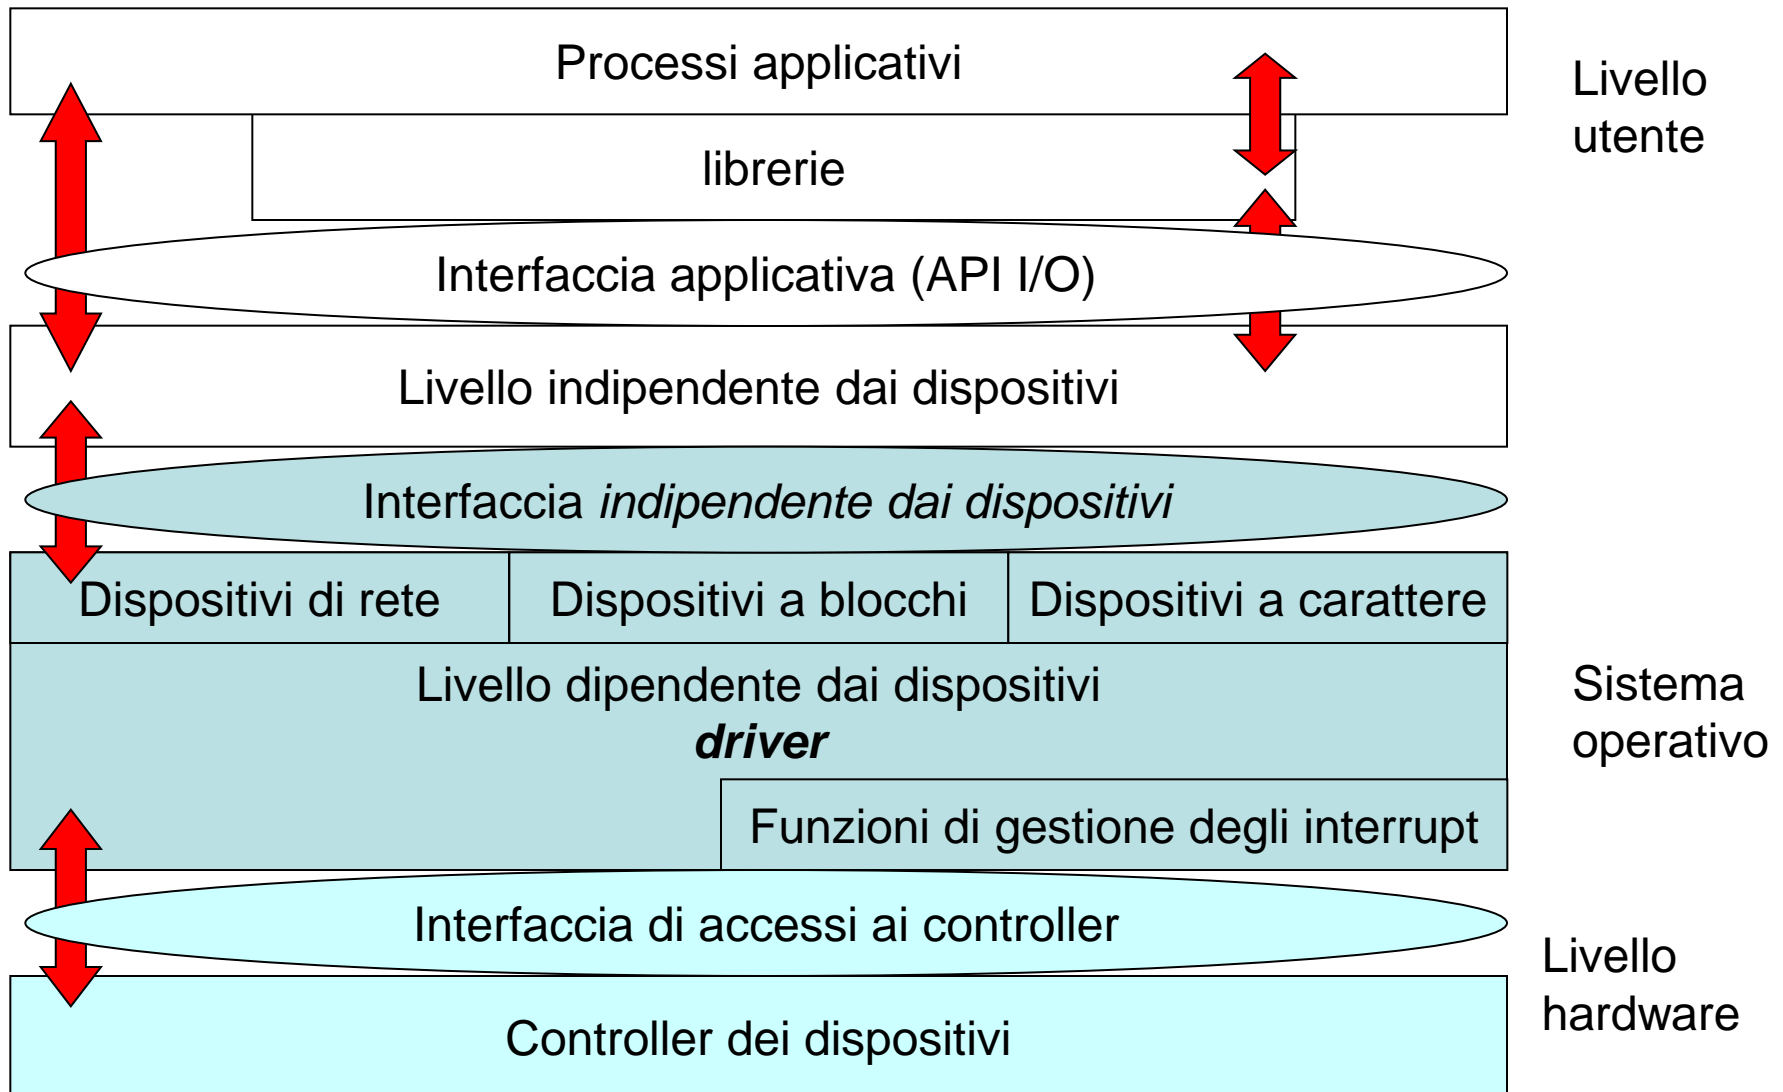 Processi applicativi
Livello
utente
librerie
Interfaccia applicativa (API I/O)
Livello indipendente dai dispositivi
Interfaccia indipendente dai dispositivi
Dispositivi di rete
Dispositivi a blocchi
Dispositivi a carattere
Livello dipendente dai dispositivi
driver
Sistema
operativo
Funzioni di gestione degli interrupt
Interfaccia di accessi ai controller
Livello
hardware
Controller dei dispositivi